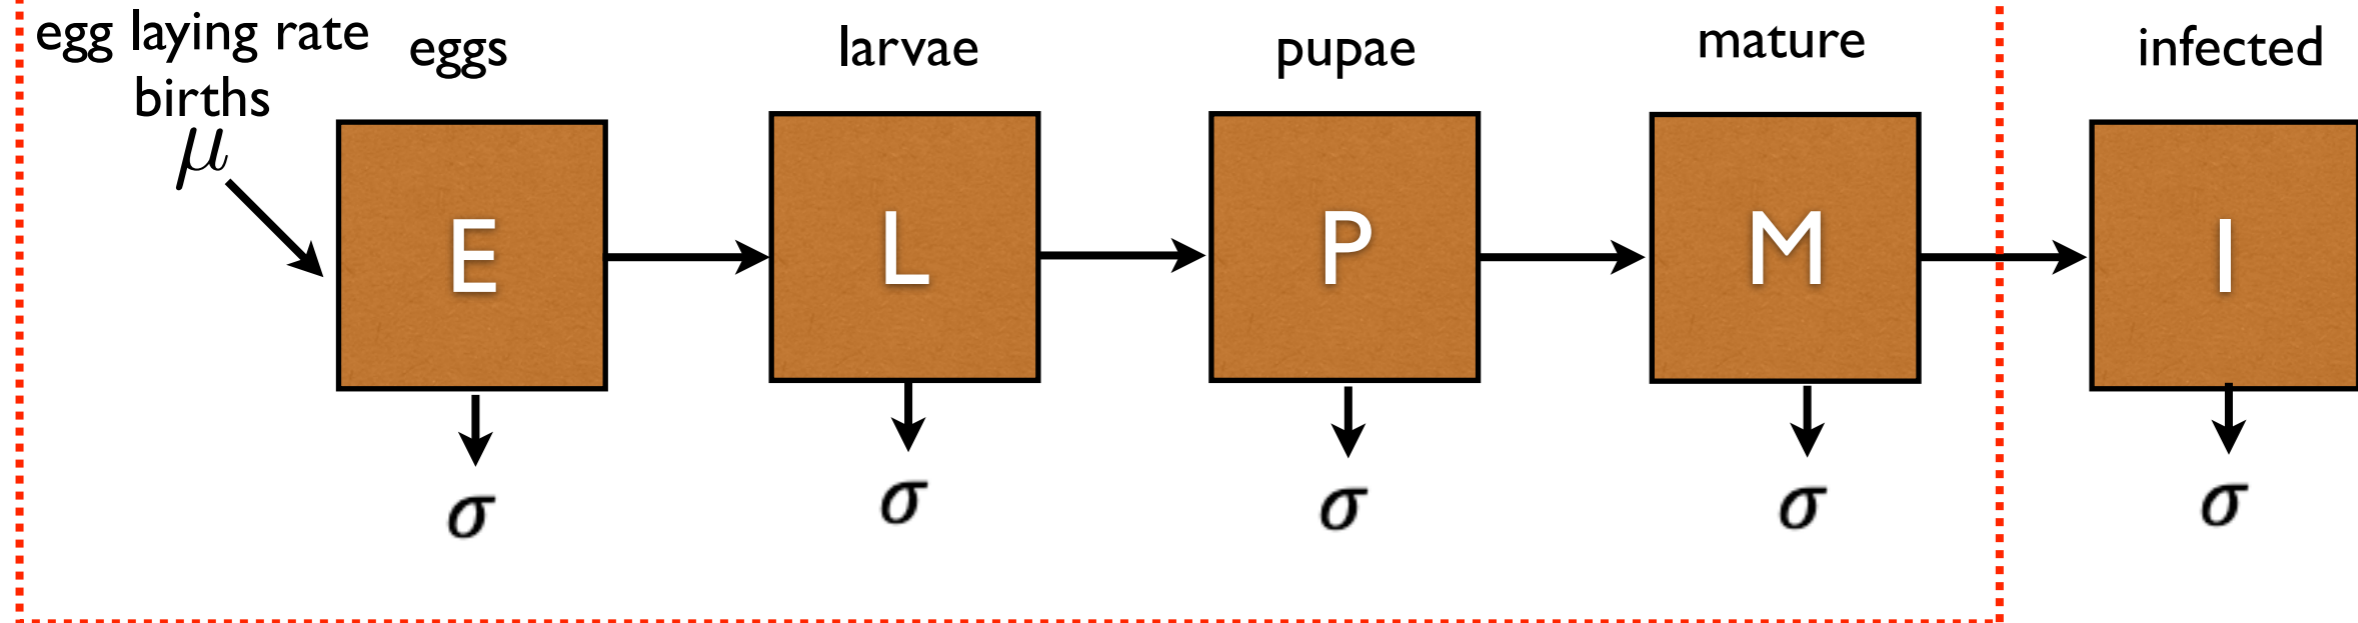 egg laying rate
births
μ
eggs
larvae
pupae
mature
infected
E
L
P
M
I
σ
σ
σ
σ
σ